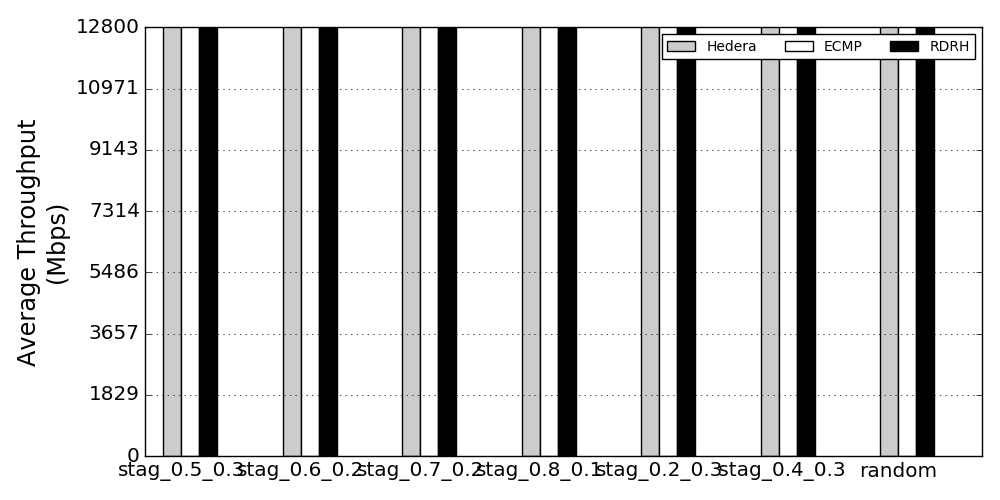 12800
10971
9143
7314
5486
3657
1829
0
Average Throughput
(Mbps)
Hedera ECMP RDRH
stag_0.5_0.3 stag_0.6_0.2 stag_0.7_0.2 stag_0.8_0.1 stag_0.2_0.3 stag_0.4_0.3 random